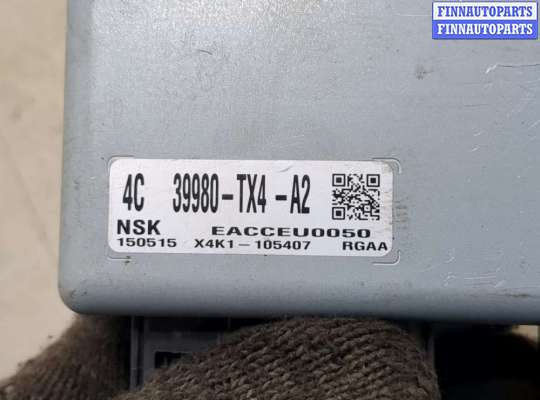 FINNAUTOPARTS
FINNAUTOPARTS
4C 39980-TX4-A2
NSK EACCEU0050
150515 X4K1-105407 RGAA